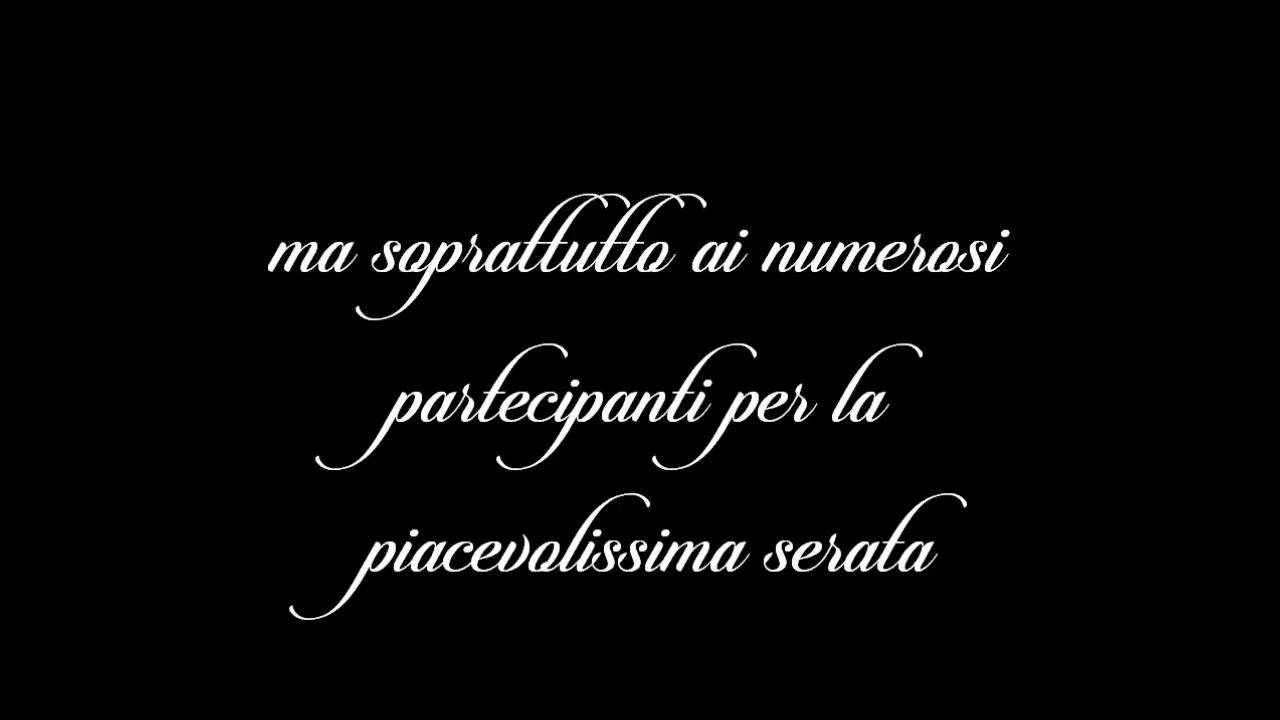 ma soprattutto ai numerosi
partecipanti per la
piacevolissima serata